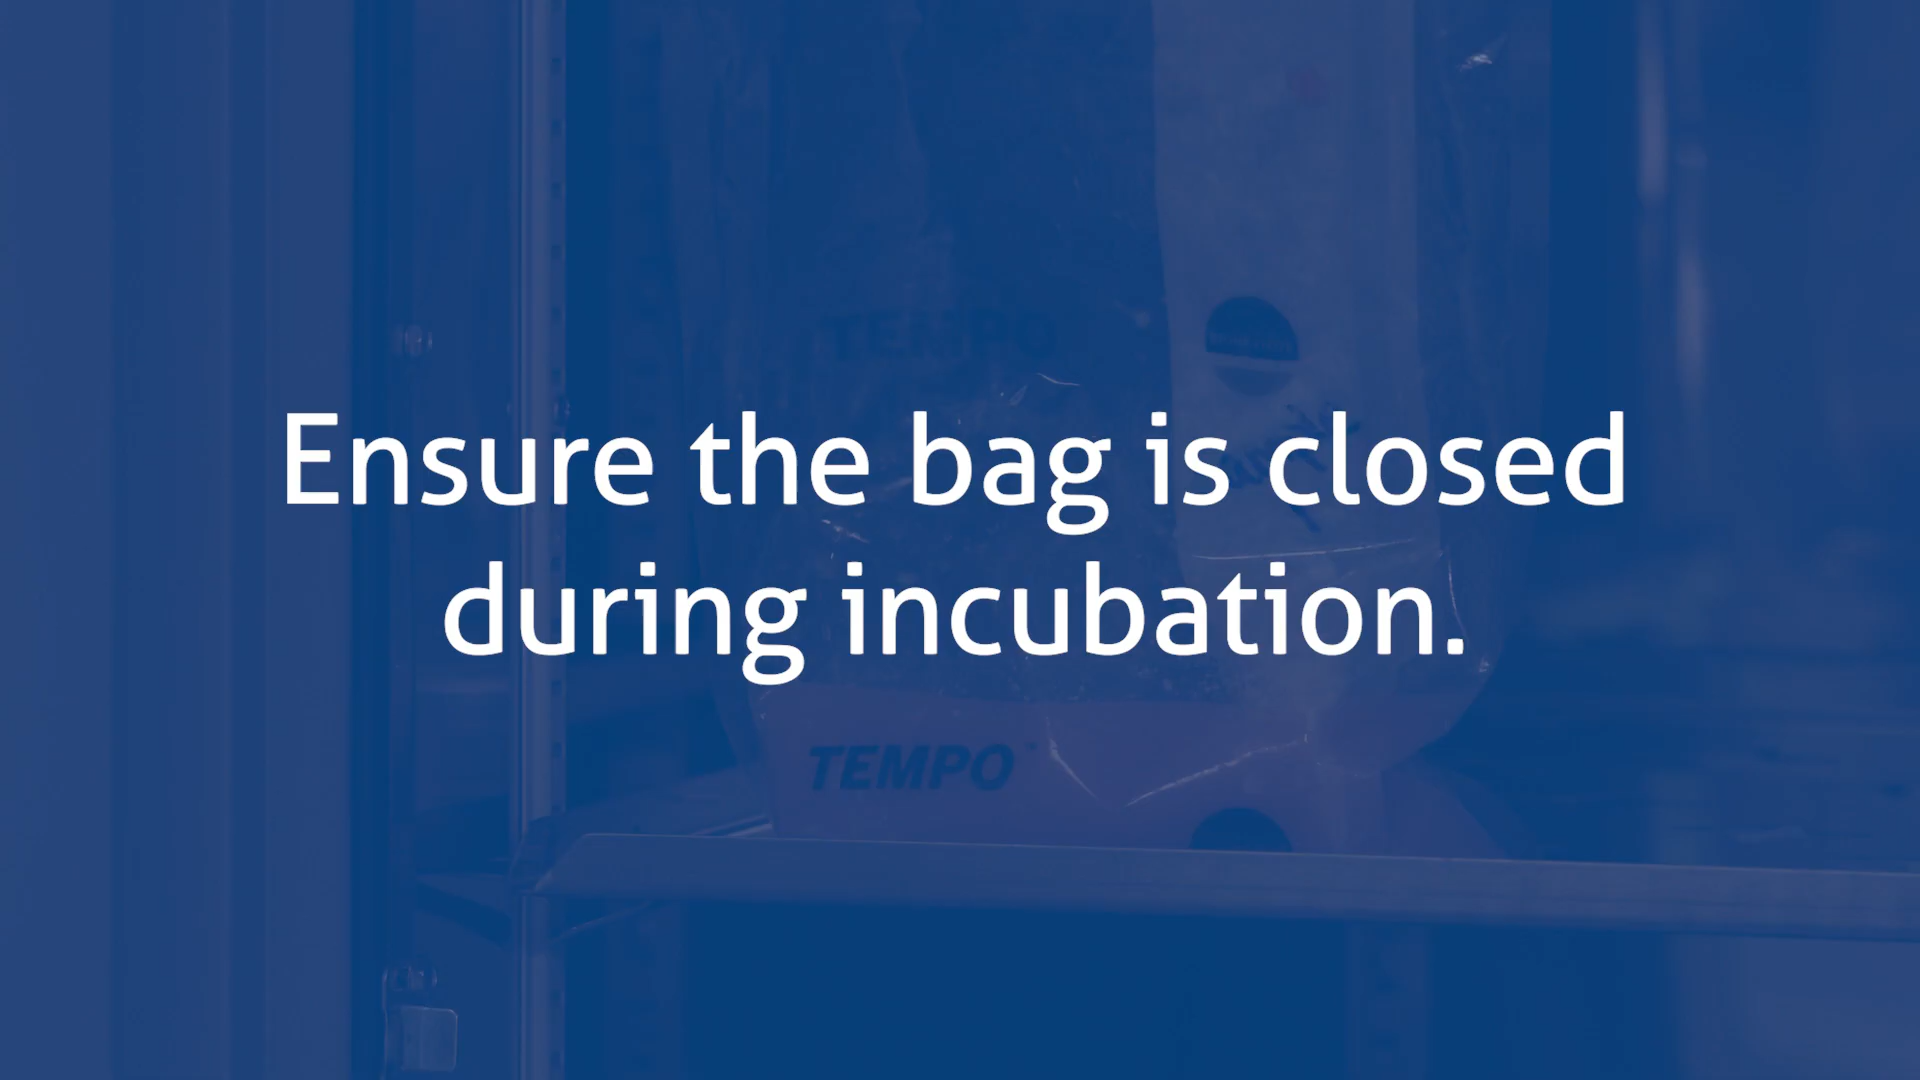 TEMPO
Ensure the bag is closed
during incubation.
TEMPO